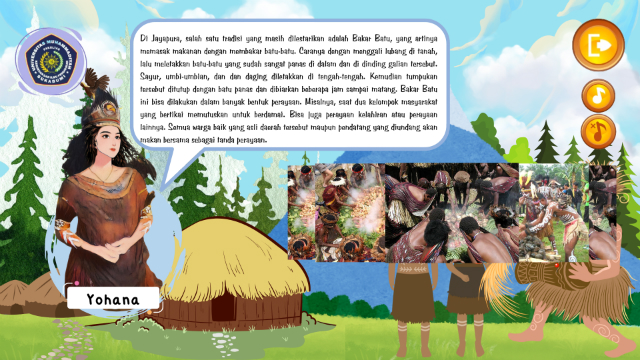 Di Jayapura, salah satu tradisi yang masih dilestarikan adalah Bakar Batu, yang artinya
memasak makanan dengan membakar batu-batu. Caranya dengan menggali lubang di tanah,
lalu meletakkan batu-batu yang sudah sangat panas di dalam dan di dinding galian tersebut.
Sayur, umbi-umbian, dan dan daging diletakkan di tengah-tengah. Kemudian tumpukan
tersebut ditutup dengan batu panas dan dibiarkan beberapa jam sampai matang. Bakar Batu
ini bisa dilakukan dalam banyak bentuk perayaan. Misalnya, saat dua kelompok masyarakat
yang bertikai memutuskan untuk berdamai. Bisa juga perayaan kelahiran atau perayaan
lainnya. Semua warga baik yang asli daerah tersebut maupun pendatang yang diundang akan
makan bersama sebagai tanda perayaan.
UNIVERSITAS MUHAMMADIYAH
SUKABUMI
Yohana